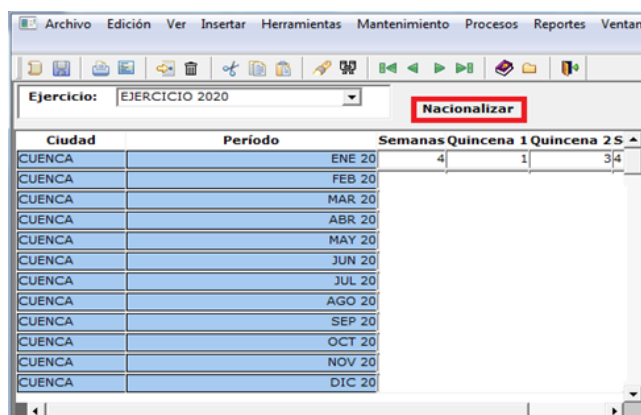 Archivo Edición Ver Insertar Herramientas Mantenimiento Procesos Reportes Ventan
Ejercicio: EJERCICIO 2020
Nacionalizar
Ciudad Período Semanas Quincena 1 Quincena 2 S
CUENCA ENE 20 4 1 3 4
CUENCA FEB 20
CUENCA MAR 20
CUENCA ABR 20
CUENCA MAY 20
CUENCA JUN 20
CUENCA JUL 20
CUENCA AGO 20
CUENCA SEP 20
CUENCA OCT 20
CUENCA NOV 20
CUENCA DIC 20